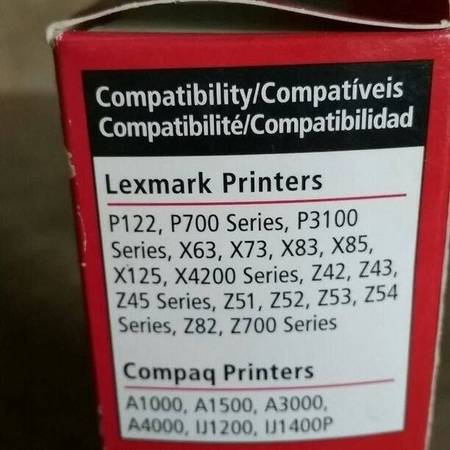 Compatibility/Compatíveis
Compatibilité/Compatibilidad
Lexmark Printers
P122, P700 Series, P3100
Series, X63, X73, X83, X85,
X125, X4200 Series, Z42, Z43,
Z45 Series, Z51, Z52, Z53, Z54
Series, Z82, Z700 Series
Compaq Printers
A1000, A1500, A3000,
A4000, IJ1200, IJ1400P